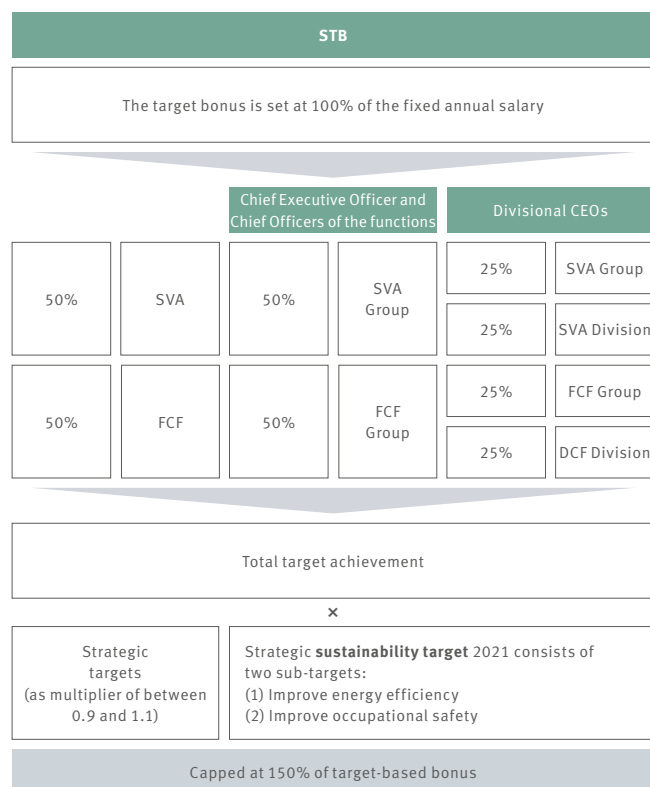 STB
The target bonus is set at 100% of the fixed annual salary
Chief Executive Officer and
Chief Officers of the functions
Divisional CEOs
50%
SVA
50%
SVA
Group
25%
SVA Group
25%
SVA Division
50%
FCF
50%
FCF
Group
25%
FCF Group
25%
DCF Division
Total target achievement
×
Strategic
targets
(as multiplier of between
0.9 and 1.1)
Strategic sustainability target 2021 consists of
two sub-targets:
(1) Improve energy efficiency
(2) Improve occupational safety
Capped at 150% of target-based bonus